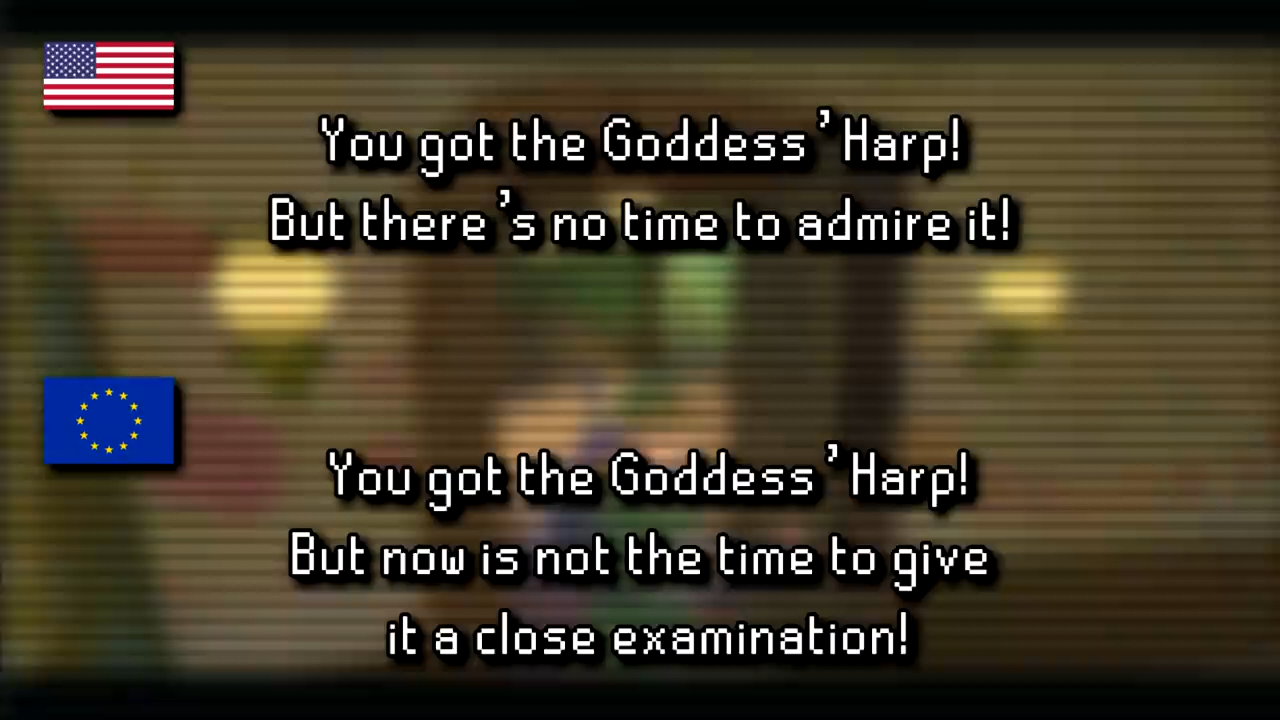 You got the Goddess' Harp!
But there's no time to admire it!
You got the Goddess' Harp!
But now is not the time to give
it a close examination!